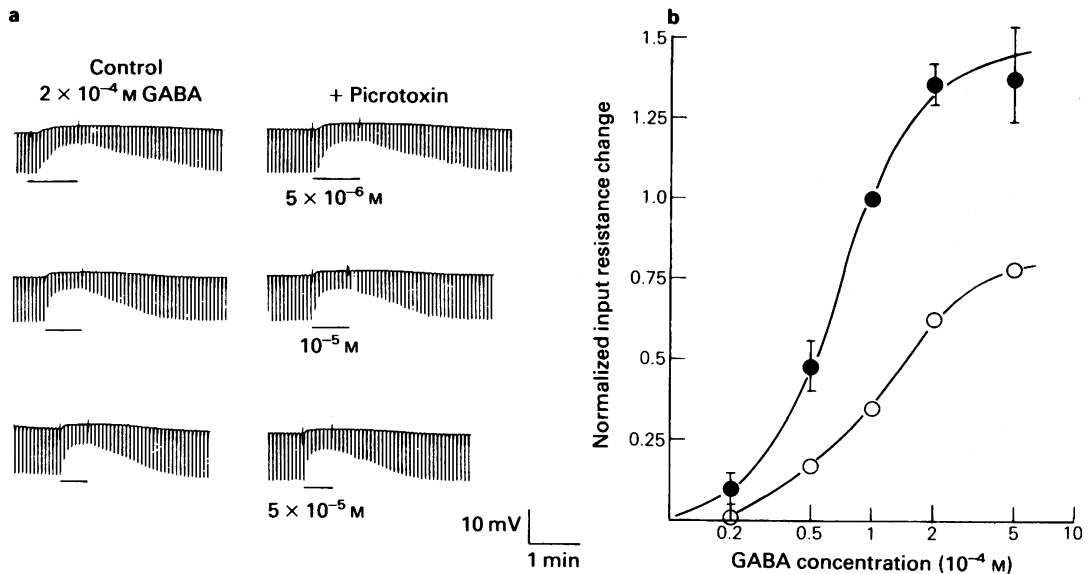 a
Control
2 × 10⁻⁴ M GABA
+ Picrotoxin
5 × 10⁻⁶ M
10⁻⁵ M
5 × 10⁻⁵ M
10 mV
1 min
b
Normalized input resistance change
1.5
1.25
1.0
0.75
0.5
0.25
0.2
0.5
1
2
5
10
GABA concentration (10⁻⁴ M)